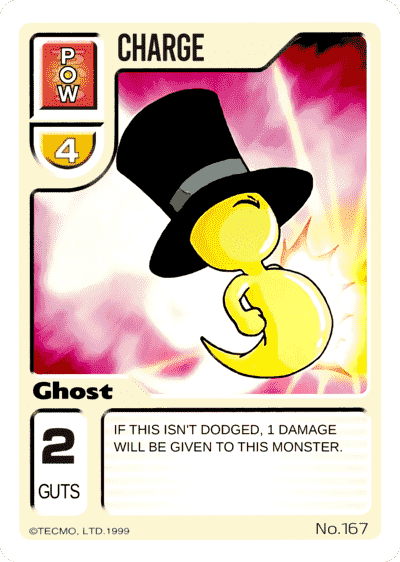 POW
CHARGE
4
Ghost
2
GUTS
IF THIS ISN'T DODGED, 1 DAMAGE
WILL BE GIVEN TO THIS MONSTER.
©TECMO, LTD.1999
No.167